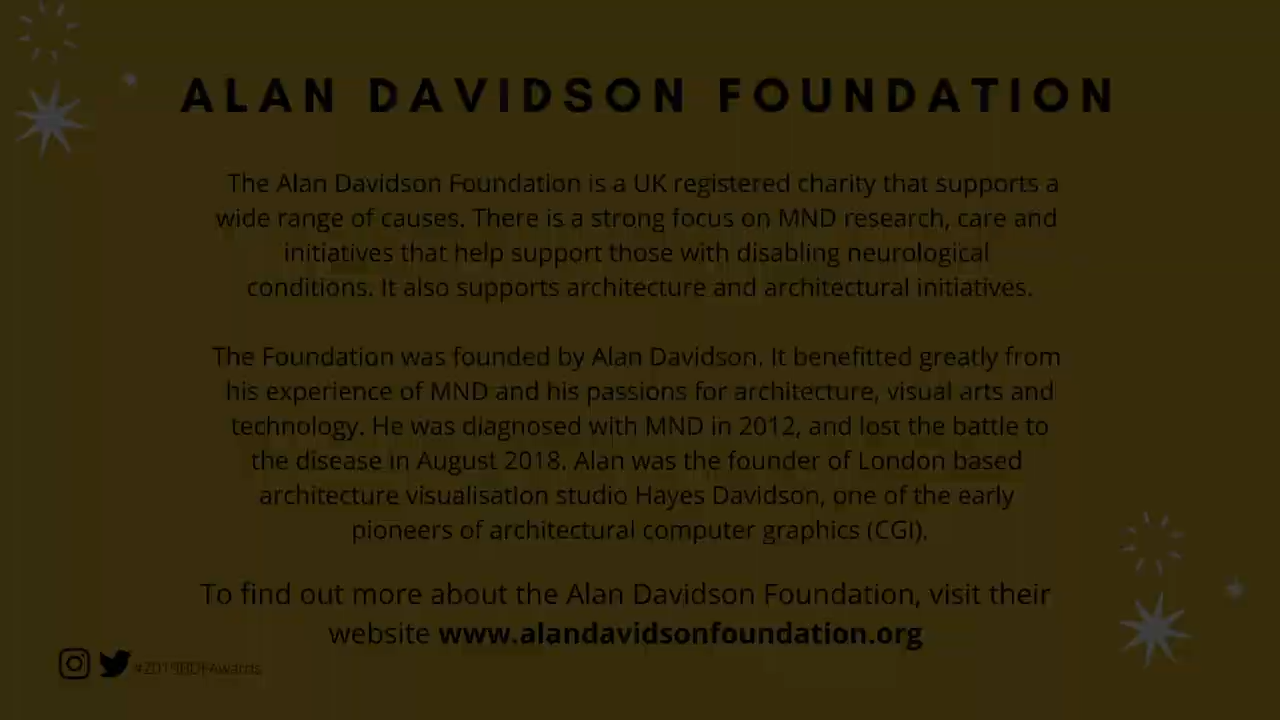 ALAN DAVIDSON FOUNDATION
The Alan Davidson Foundation is a UK registered charity that supports a
wide range of causes. There is a strong focus on MND research, care and
initiatives that help support those with disabling neurological
conditions. It also supports architecture and architectural initiatives.
The Foundation was founded by Alan Davidson. It benefitted greatly from
his experience of MND and his passions for architecture, visual arts and
technology. He was diagnosed with MND in 2012, and lost the battle to
the disease in August 2018. Alan was the founder of London based
architecture visualisation studio Hayes Davidson, one of the early
pioneers of architectural computer graphics (CGI).
To find out more about the Alan Davidson Foundation, visit their
website www.alandavidsonfoundation.org